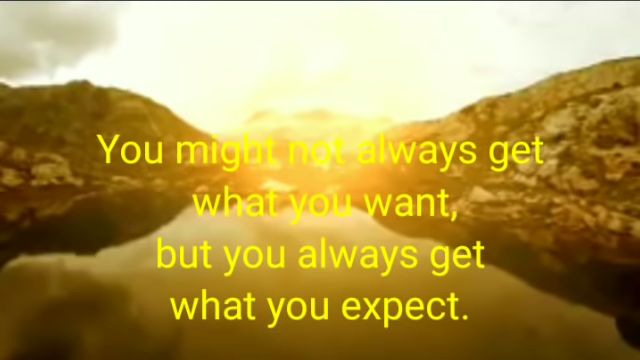 You might not always get
what you want,
but you always get
what you expect.